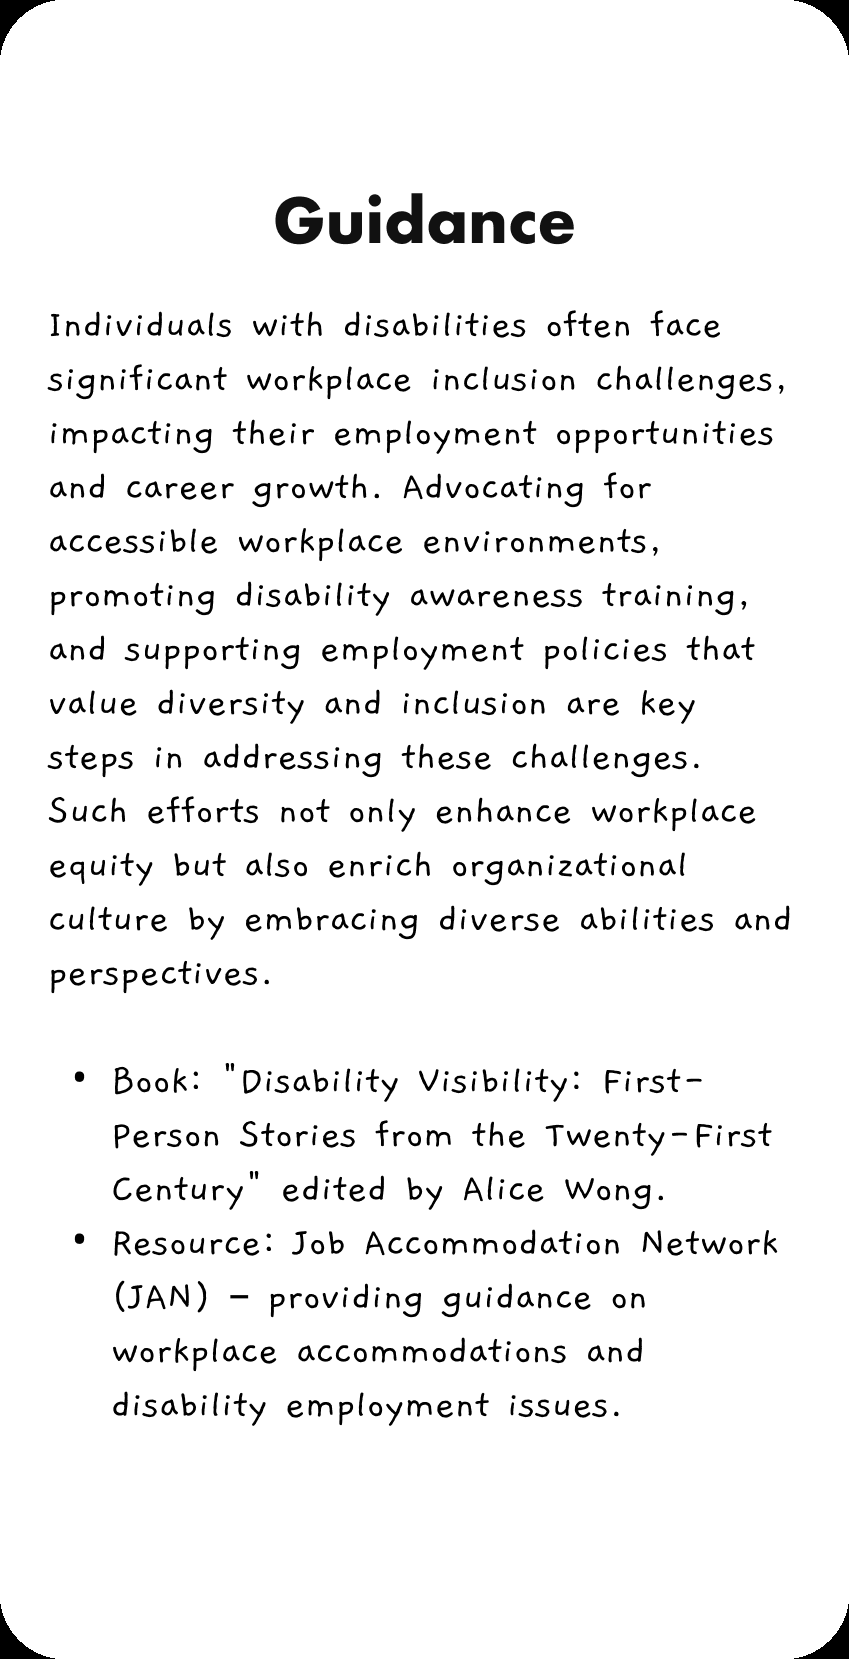 Guidance
Individuals with disabilities often face
significant workplace inclusion challenges,
impacting their employment opportunities
and career growth. Advocating for
accessible workplace environments,
promoting disability awareness training,
and supporting employment policies that
value diversity and inclusion are key
steps in addressing these challenges.
Such efforts not only enhance workplace
equity but also enrich organizational
culture by embracing diverse abilities and
perspectives.
• Book: "Disability Visibility: First-
Person Stories from the Twenty-First
Century" edited by Alice Wong.
• Resource: Job Accommodation Network
(JAN) – providing guidance on
workplace accommodations and
disability employment issues.